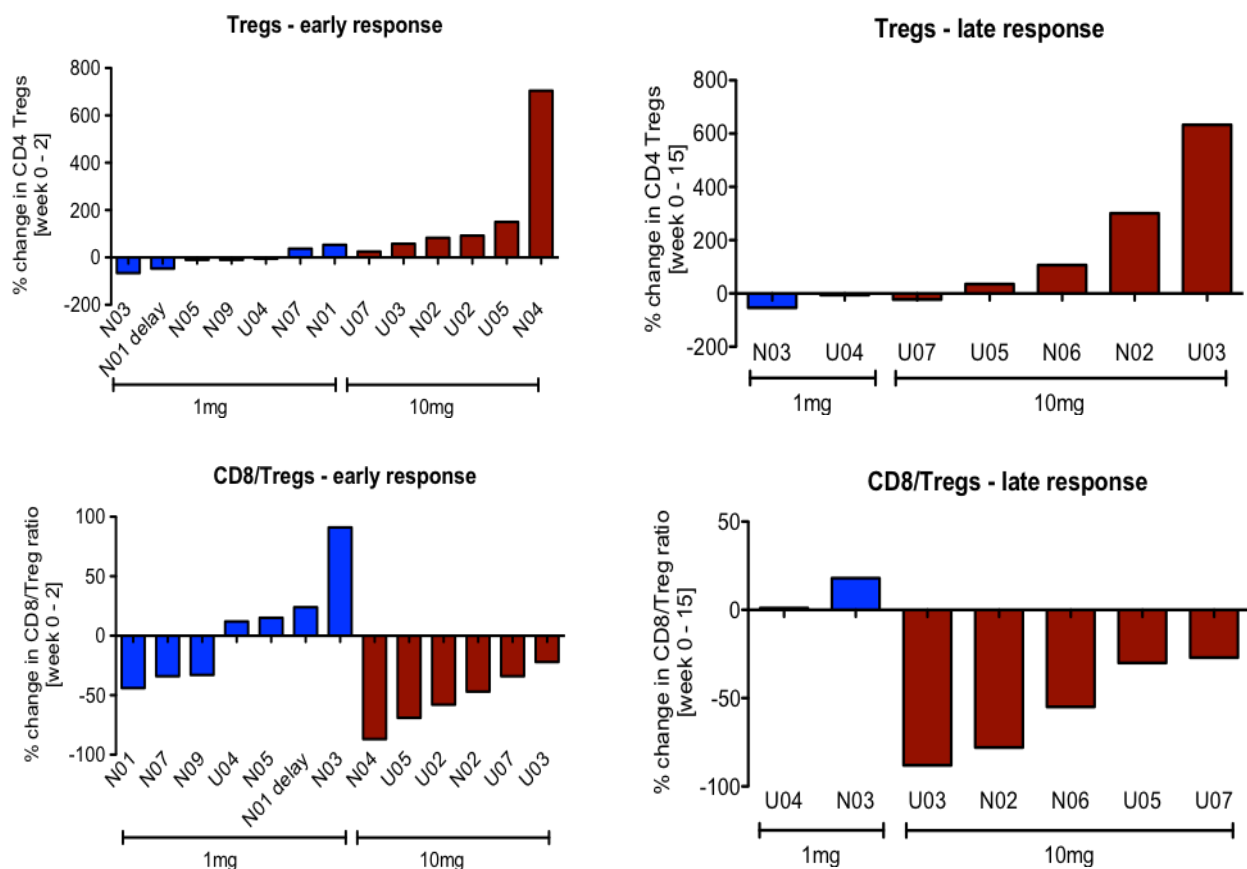 Tregs - early response
% change in CD4 Tregs
[week 0 - 2]
800
600
400
200
0
-200
N03
N01 delay
N05
N09
U04
N07
N01
U07
U03
N02
U02
U05
N04
1mg
10mg
Tregs - late response
% change in CD4 Tregs
[week 0 - 15]
800
600
400
200
0
-200
N03
U04
U07
U05
N06
N02
U03
1mg
10mg
CD8/Tregs - early response
% change in CD8/Treg ratio
[week 0 - 2]
100
50
0
-50
-100
N01
N07
N09
U04
N05
N01 delay
N03
N04
U05
U02
N02
U07
U03
1mg
10mg
CD8/Tregs - late response
% change in CD8/Treg ratio
[week 0 - 15]
50
0
-50
-100
U04
N03
U03
N02
N06
U05
U07
1mg
10mg